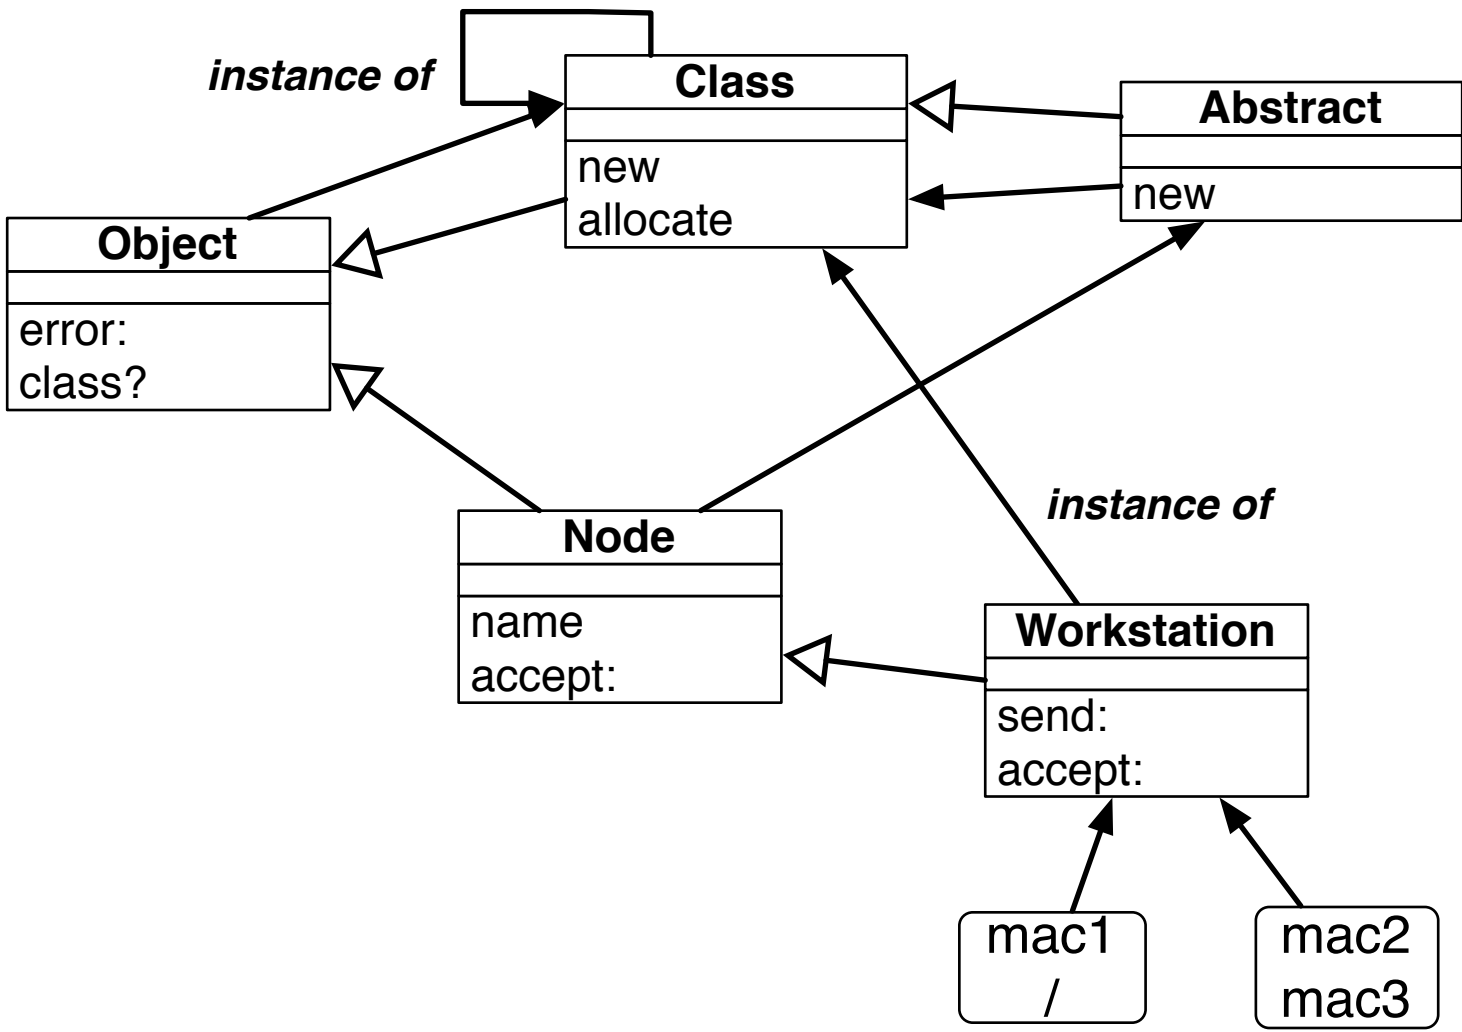 instance of
Class
new
allocate
Abstract
new
Object
error:
class?
Node
name
accept:
instance of
Workstation
send:
accept:
mac1
/
mac2
mac3